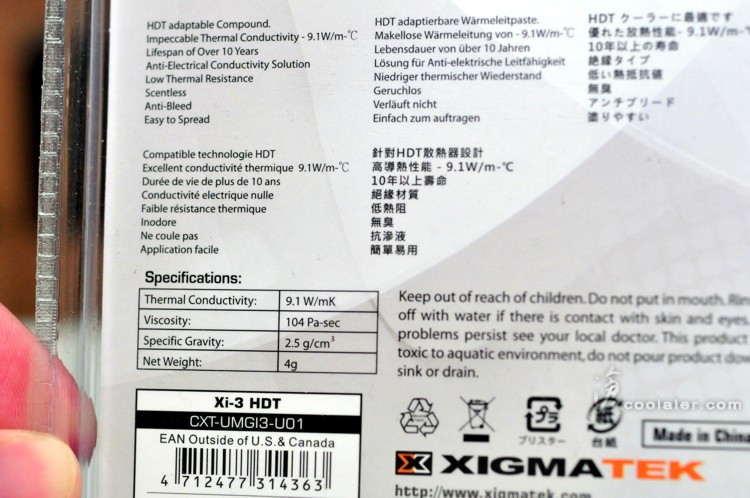 HDT adaptable Compound.
Impeccable Thermal Conductivity - 9.1W/m-℃
Lifespan of Over 10 Years
Anti-Electrical Conductivity Solution
Low Thermal Resistance
Scentless
Anti-Bleed
Easy to Spread
HDT adaptierbare Wärmeleitpaste.
Makellose Wärmeleitung von - 9.1W/m-℃
Lebensdauer von über 10 Jahren
Lösung für Anti-elektrische Leitfähigkeit
Niedriger thermischer Wiederstand
Geruchlos
Verläuft nicht
Einfach zum auftragen
HDT クーラーに最適です
優れた放熱性能- 9.1W/m-℃
10年以上の寿命
絶縁タイプ
低い熱抵抗値
無臭
アンチブリード
塗りやすい
Compatible technologie HDT
Excellent conductivité thermique 9.1W/m-℃
Durée de vie de plus de 10 ans
Conductivité electrique nulle
Faible résistance thermique
Inodore
Ne coule pas
Application facile
針對HDT散熱器設計
高導熱性能 - 9.1W/m-℃
10年以上壽命
絕緣材質
低熱阻
無臭
抗滲液
簡單易用
Specifications:
Thermal Conductivity: 9.1 W/mK
Viscosity: 104 Pa-sec
Specific Gravity: 2.5 g/cm³
Net Weight: 4g
Keep out of reach of children. Do not put in mouth. Rin
off with water if there is contact with skin and eyes.
problems persist see your local doctor. This product
toxic to aquatic environment, do not pour product dow
sink or drain.
Xi-3 HDT
CXT-UMGI3-U01
EAN Outside of U.S.& Canada
4712477314363
プラ
ブリスター
紙
台紙
Made in China
coolaler.com
XIGMATEK
http://www.xigmatek.com